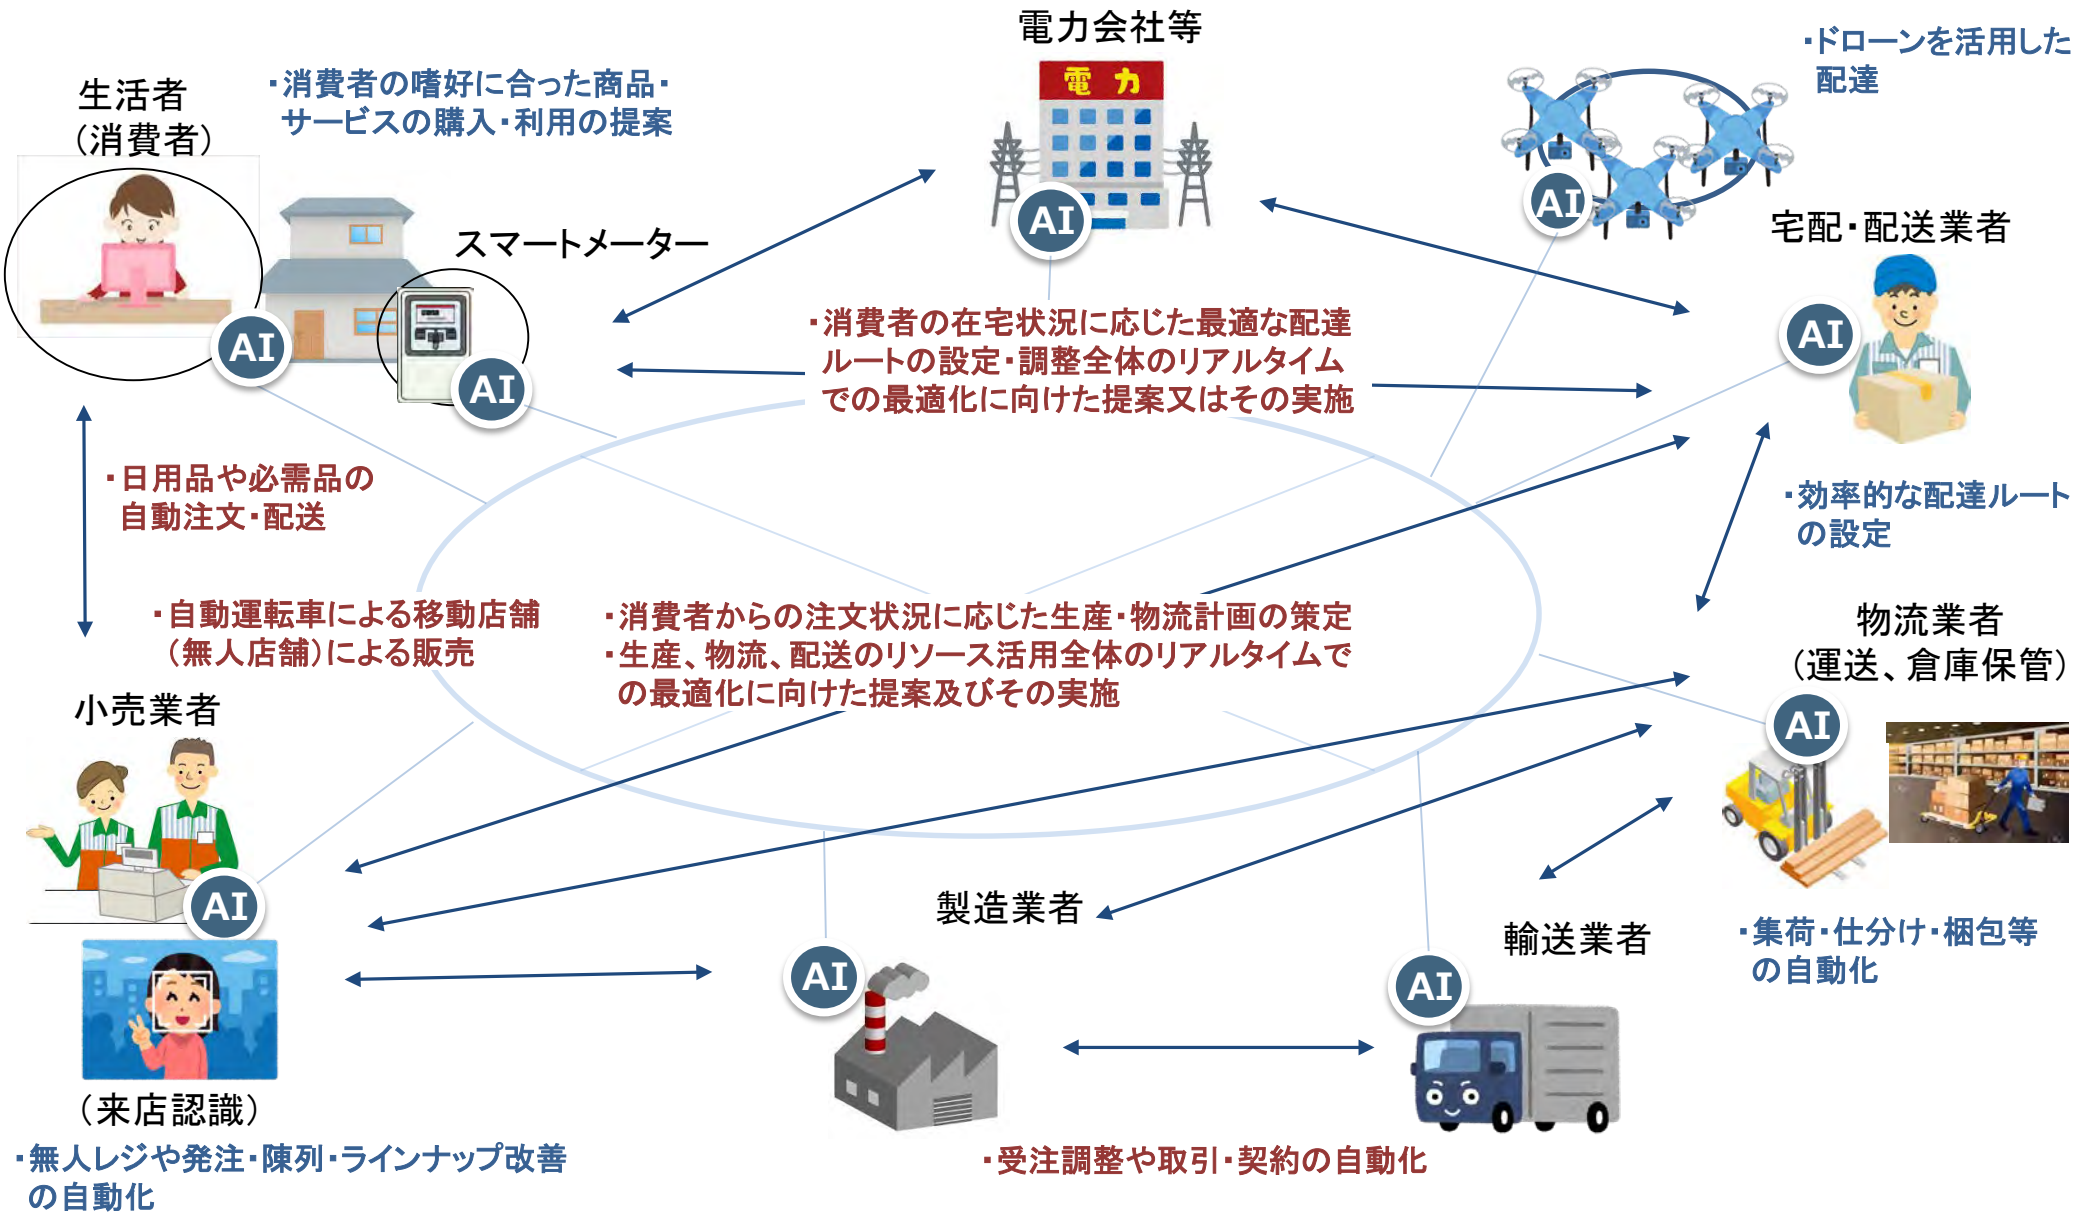 電力会社等
電 力
AI
・ドローンを活用した
配達
AI
生活者
（消費者）
・消費者の嗜好に合った商品・
サービスの購入・利用の提案
AI
スマートメーター
AI
宅配・配送業者
AI
・消費者の在宅状況に応じた最適な配達
ルートの設定・調整全体のリアルタイム
での最適化に向けた提案又はその実施
・日用品や必需品の
自動注文・配送
・効率的な配達ルート
の設定
・自動運転車による移動店舗
（無人店舗）による販売
・消費者からの注文状況に応じた生産・物流計画の策定
・生産、物流、配送のリソース活用全体のリアルタイムで
の最適化に向けた提案及びその実施
物流業者
（運送、倉庫保管）
AI
小売業者
AI
製造業者
AI
輸送業者
AI
・集荷・仕分け・梱包等
の自動化
（来店認識）
・無人レジや発注・陳列・ラインナップ改善
の自動化
・受注調整や取引・契約の自動化